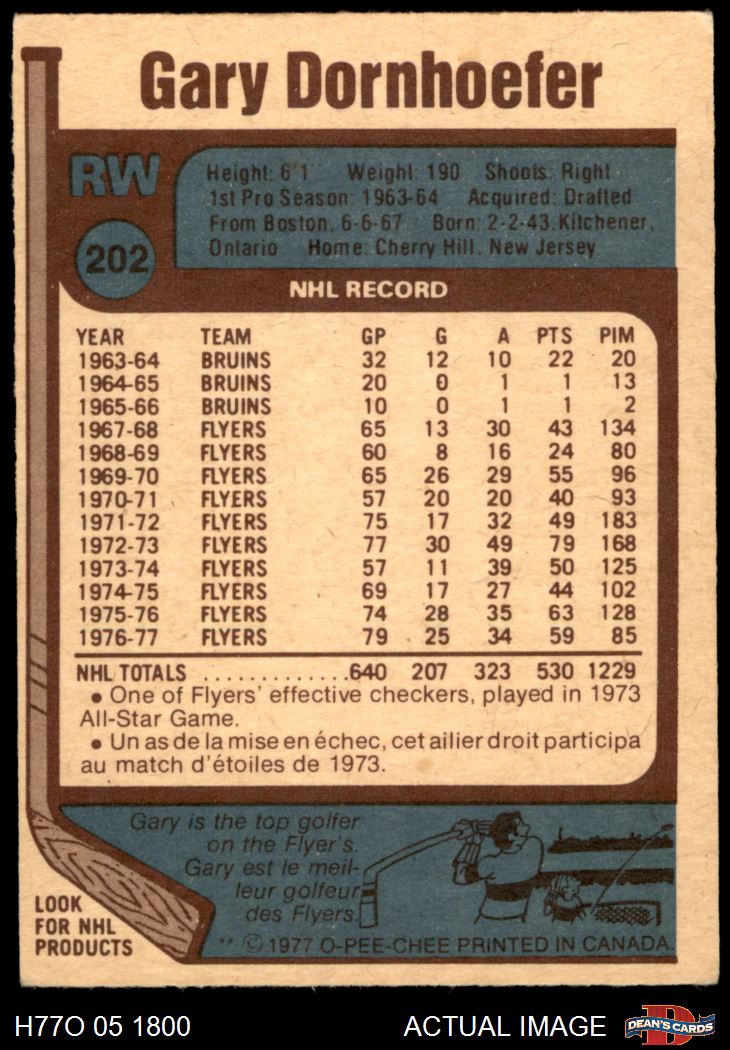 Gary Dornhoefer
RW
202
Height: 6'1 Weight: 190 Shoots: Right
1st Pro Season: 1963-64 Acquired: Drafted
From Boston, 6-6-67 Born: 2-2-43, Kitchener,
Ontario Home: Cherry Hill, New Jersey
NHL RECORD
YEAR TEAM GP G A PTS PIM
1963-64 BRUINS 32 12 10 22 20
1964-65 BRUINS 20 0 1 1 13
1965-66 BRUINS 10 0 1 1 2
1967-68 FLYERS 65 13 30 43 134
1968-69 FLYERS 60 8 16 24 80
1969-70 FLYERS 65 26 29 55 96
1970-71 FLYERS 57 20 20 40 93
1971-72 FLYERS 75 17 32 49 183
1972-73 FLYERS 77 30 49 79 168
1973-74 FLYERS 57 11 39 50 125
1974-75 FLYERS 69 17 27 44 102
1975-76 FLYERS 74 28 35 63 128
1976-77 FLYERS 79 25 34 59 85
NHL TOTALS .............640 207 323 530 1229
• One of Flyers' effective checkers, played in 1973
All-Star Game.
• Un as de la mise en échec, cet ailier droit participa
au match d'étoiles de 1973.
Gary is the top golfer
on the Flyer's.
Gary est le meil-
leur golfeur
des Flyers.
LOOK
FOR NHL
PRODUCTS
** © 1977 O-PEE-CHEE PRINTED IN CANADA.
H77O 05 1800 ACTUAL IMAGE
D
DEAN'S CARDS